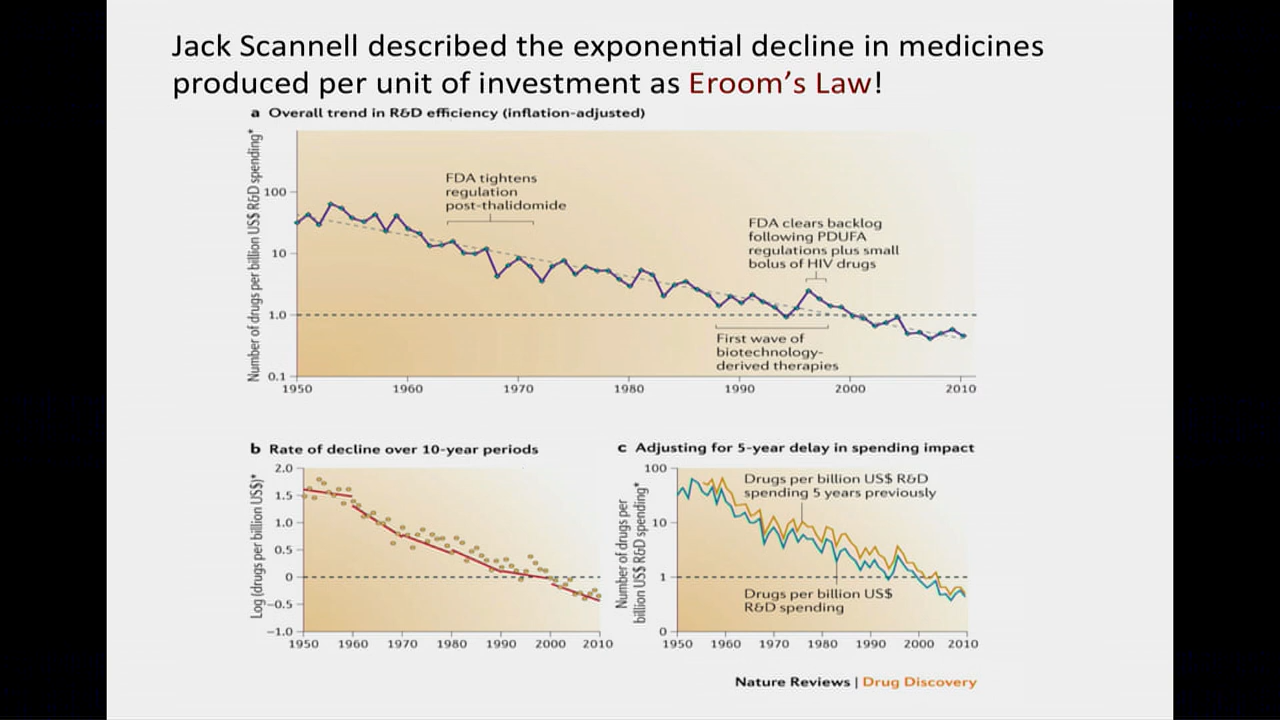 Jack Scannell described the exponential decline in medicines
produced per unit of investment as Eroom's Law!
a Overall trend in R&D efficiency (inflation-adjusted)
Number of drugs per billion US$ R&D spending*
100
10
1.0
0.1
FDA tightens
regulation
post-thalidomide
FDA clears backlog
following PDUFA
regulations plus small
bolus of HIV drugs
First wave of
biotechnology-
derived therapies
1950 1960 1970 1980 1990 2000 2010
b Rate of decline over 10-year periods
Log (drugs per billion US$)*
2.0
1.5
1.0
0.5
0
−0.5
−1.0
1950 1960 1970 1980 1990 2000 2010
c Adjusting for 5-year delay in spending impact
Number of drugs per
billion US$ R&D spending*
100
10
1
0
Drugs per billion US$ R&D
spending 5 years previously
Drugs per billion US$
R&D spending
1950 1960 1970 1980 1990 2000 2010
Nature Reviews | Drug Discovery